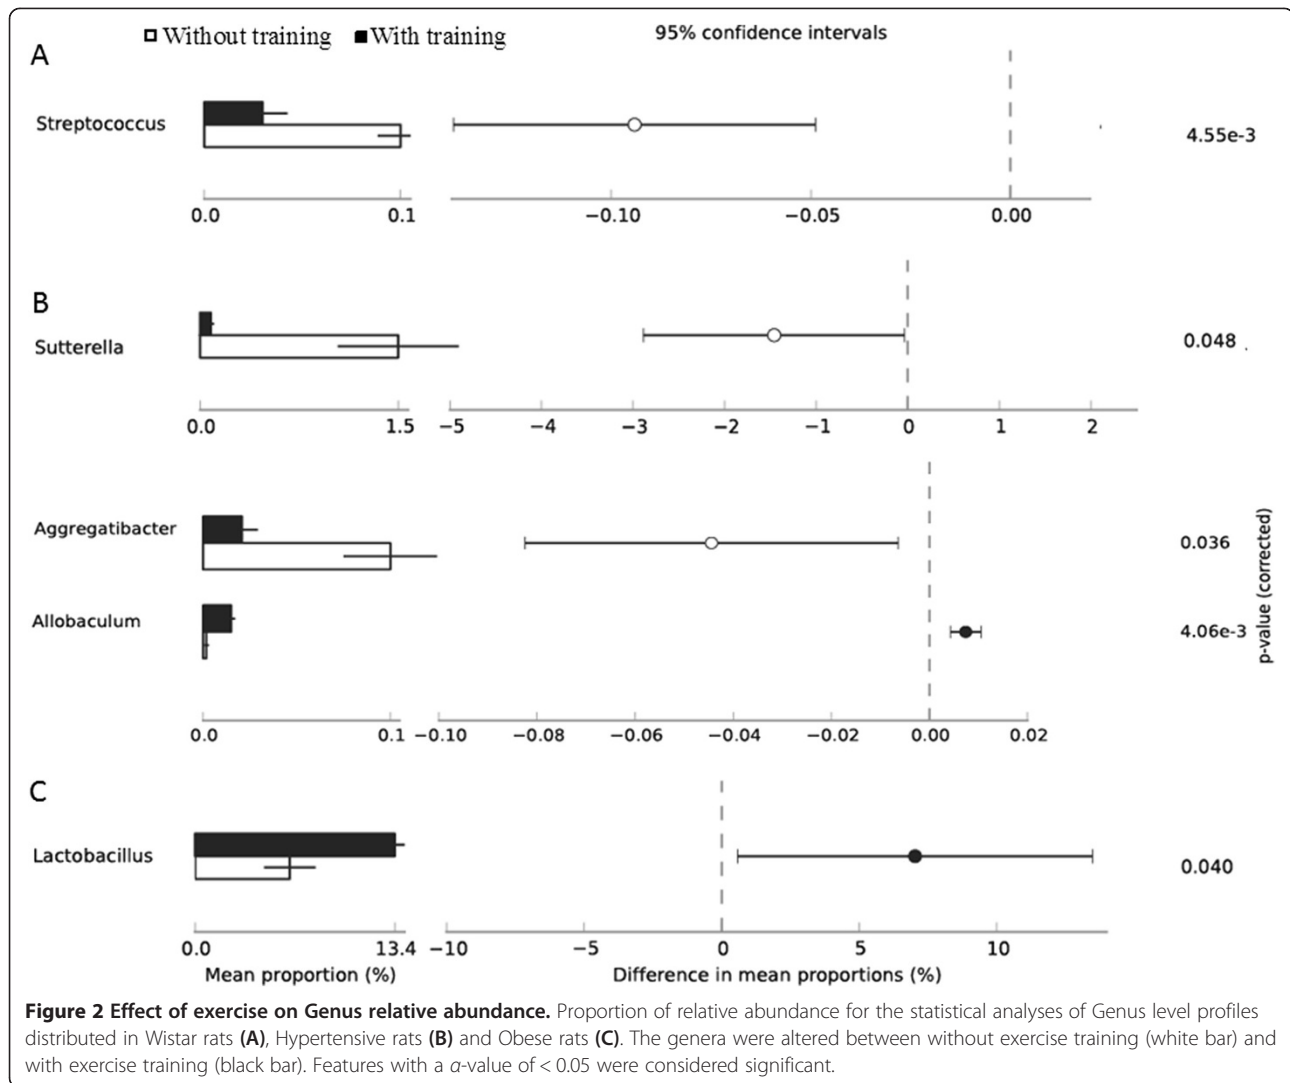 Without training With training 95% confidence intervals
A
Streptococcus 4.55e-3
0.0 0.1 −0.10 −0.05 0.00
B
Sutterella 0.048
0.0 1.5 −5 −4 −3 −2 −1 0 1 2
Aggregatibacter 0.036
Allobaculum 4.06e-3
p-value (corrected)
0.0 0.1 −0.10 −0.08 −0.06 −0.04 −0.02 0.00 0.02
C
Lactobacillus 0.040
0.0 13.4 −10 −5 0 5 10
Mean proportion (%) Difference in mean proportions (%)
Figure 2 Effect of exercise on Genus relative abundance. Proportion of relative abundance for the statistical analyses of Genus level profiles
distributed in Wistar rats (A), Hypertensive rats (B) and Obese rats (C). The genera were altered between without exercise training (white bar) and
with exercise training (black bar). Features with a α-value of < 0.05 were considered significant.